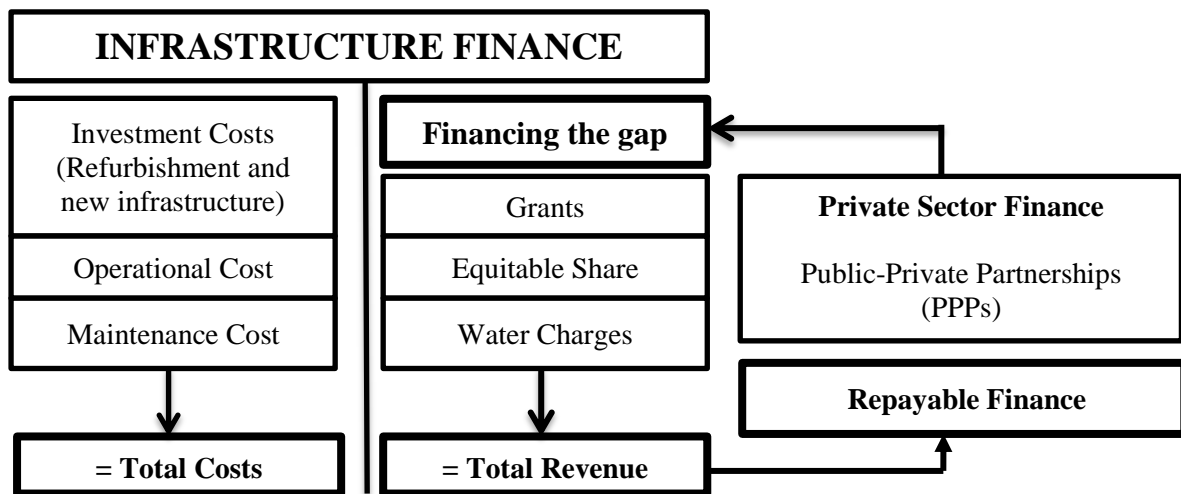 INFRASTRUCTURE FINANCE
Investment Costs
(Refurbishment and
new infrastructure)
Operational Cost
Maintenance Cost
= Total Costs
Financing the gap
Grants
Equitable Share
Water Charges
= Total Revenue
Private Sector Finance
Public-Private Partnerships
(PPPs)
Repayable Finance